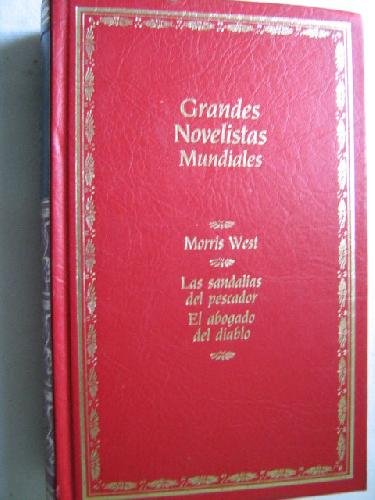 Grandes
Novelistas
Mundiales
Morris West
Las sandalias
del pescador
El abogado
del diablo